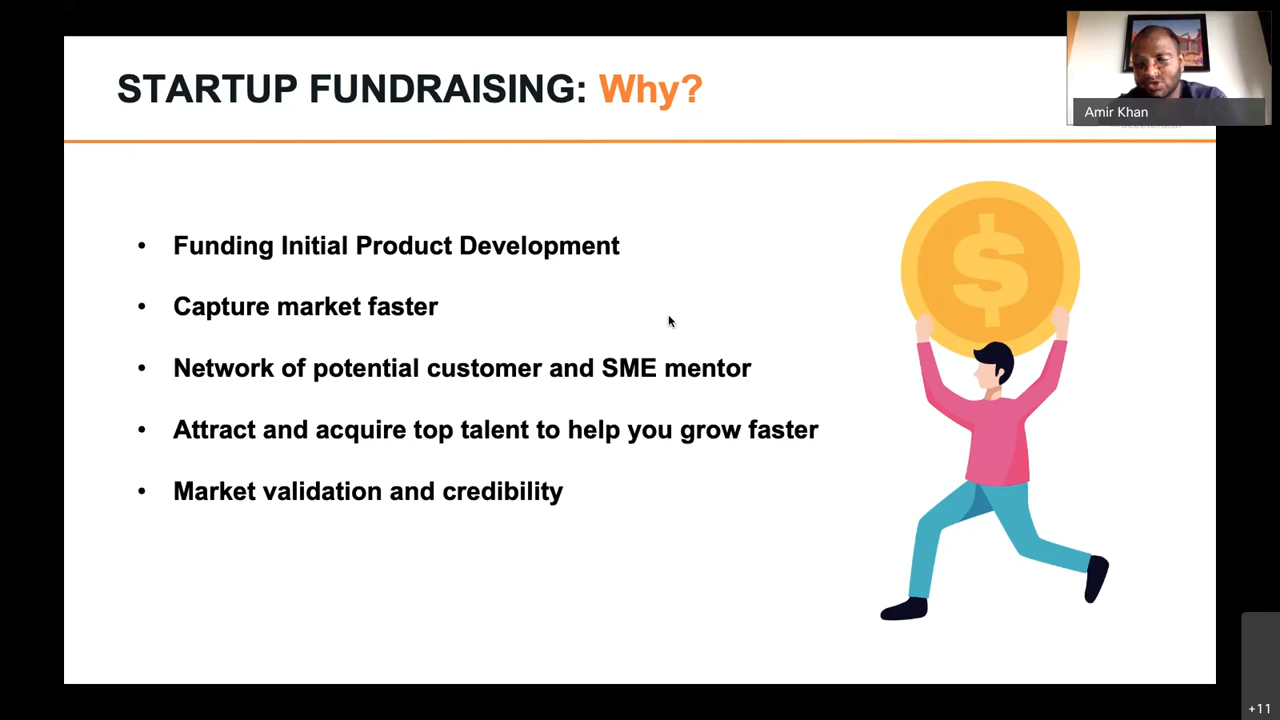 STARTUP FUNDRAISING: Why?
Amir Khan
• Funding Initial Product Development
• Capture market faster
• Network of potential customer and SME mentor
• Attract and acquire top talent to help you grow faster
• Market validation and credibility
$
+11